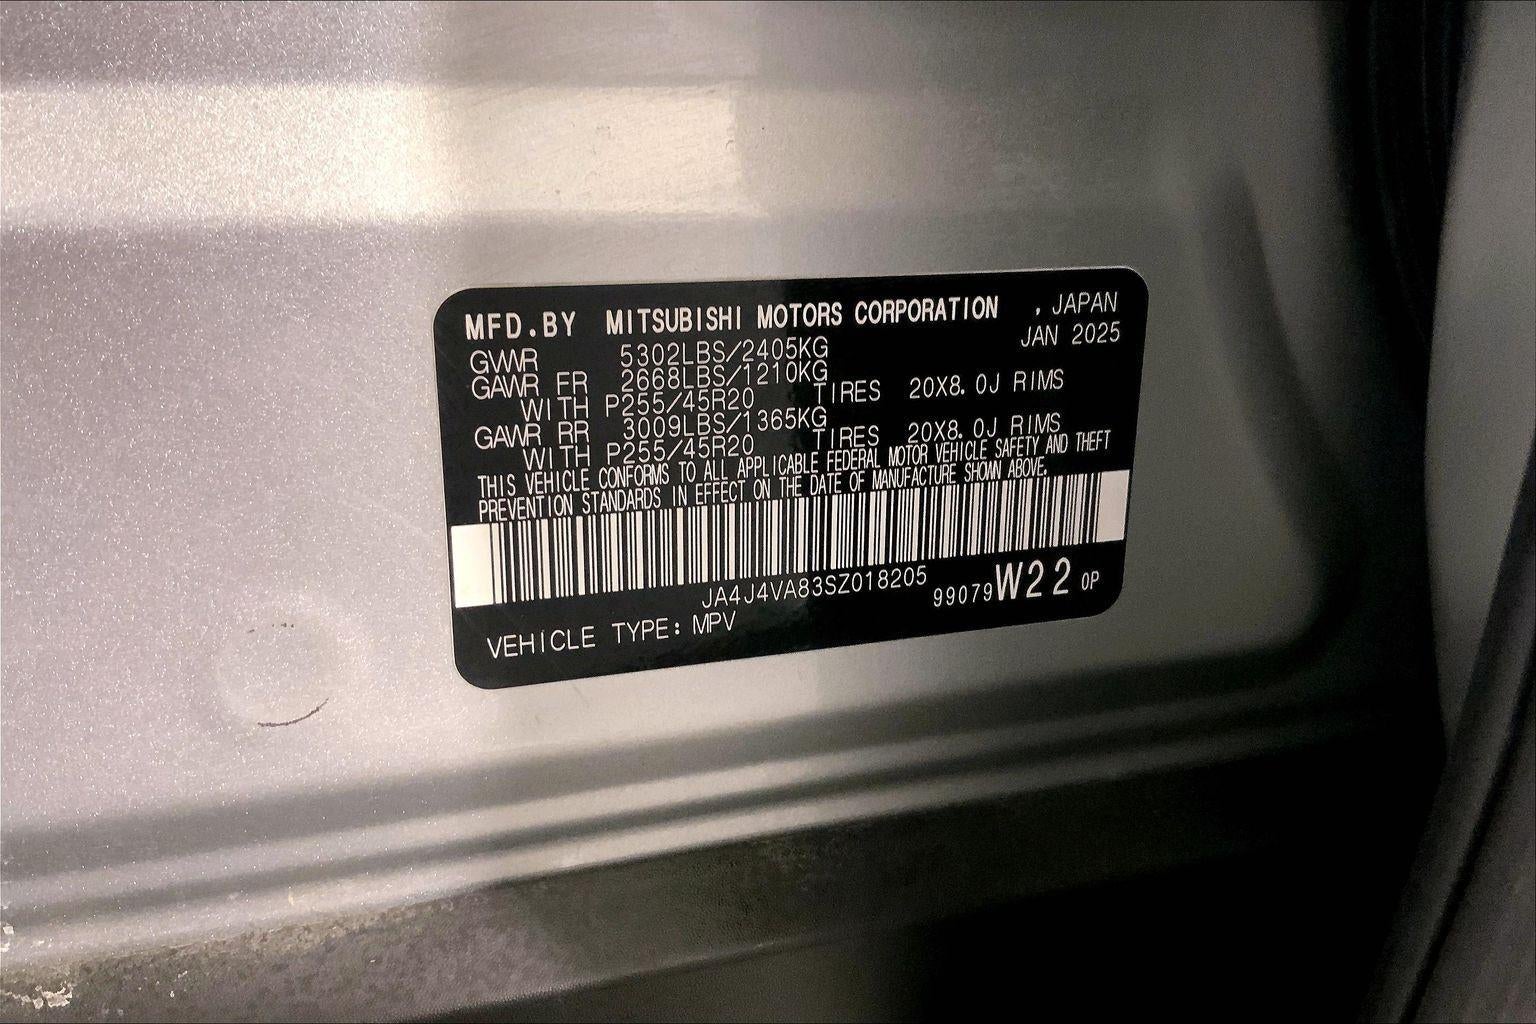 MFD.BY MITSUBISHI MOTORS CORPORATION , JAPAN
JAN 2025
GVWR 5302LBS/2405KG
GAWR FR 2668LBS/1210KG
WITH P255/45R20 TIRES 20X8.0J RIMS
GAWR RR 3009LBS/1365KG
WITH P255/45R20 TIRES 20X8.0J RIMS
THIS VEHICLE CONFORMS TO ALL APPLICABLE FEDERAL MOTOR VEHICLE SAFETY AND THEFT
PREVENTION STANDARDS IN EFFECT ON THE DATE OF MANUFACTURE SHOWN ABOVE.
JA4J4VA83SZ018205
99079 W22 OP
VEHICLE TYPE: MPV